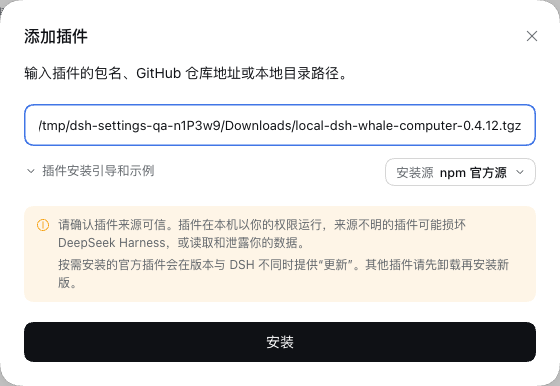 添加插件
输入插件的包名、GitHub 仓库地址或本地目录路径。
/tmp/dsh-settings-qa-n1P3w9/Downloads/local-dsh-whale-computer-0.4.12.tgz
插件安装引导和示例
安装源 npm 官方源
请确认插件来源可信。插件在本机以你的权限运行，来源不明的插件可能损坏
DeepSeek Harness，或读取和泄露你的数据。
按需安装的官方插件会在版本与 DSH 不同时提供“更新”。其他插件请先卸载再安装新
版。
安装